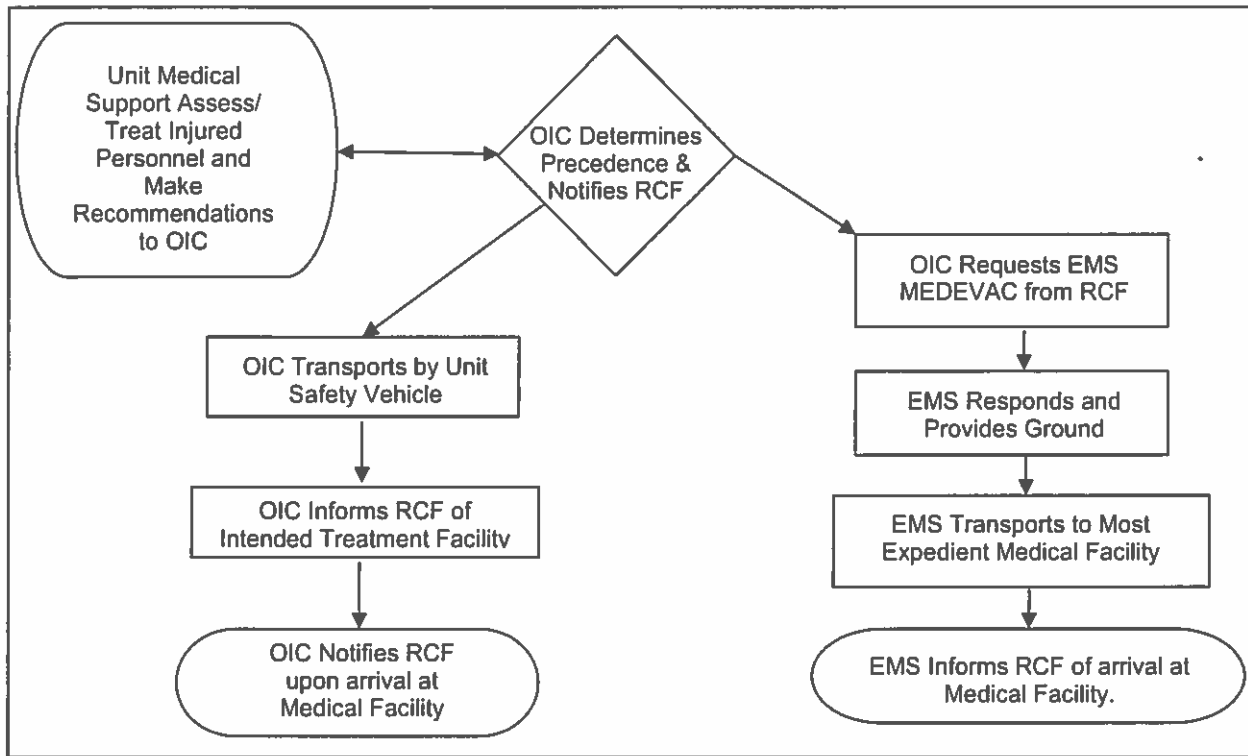 Unit Medical
Support Assess/
Treat Injured
Personnel and
Make
Recommendations
to OIC
OIC Determines
Precedence &
Notifies RCF
OIC Transports by Unit
Safety Vehicle
OIC Informs RCF of
Intended Treatment Facility
OIC Notifies RCF
upon arrival at
Medical Facility
OIC Requests EMS
MEDEVAC from RCF
EMS Responds and
Provides Ground
EMS Transports to Most
Expedient Medical Facility
EMS Informs RCF of arrival at
Medical Facility.